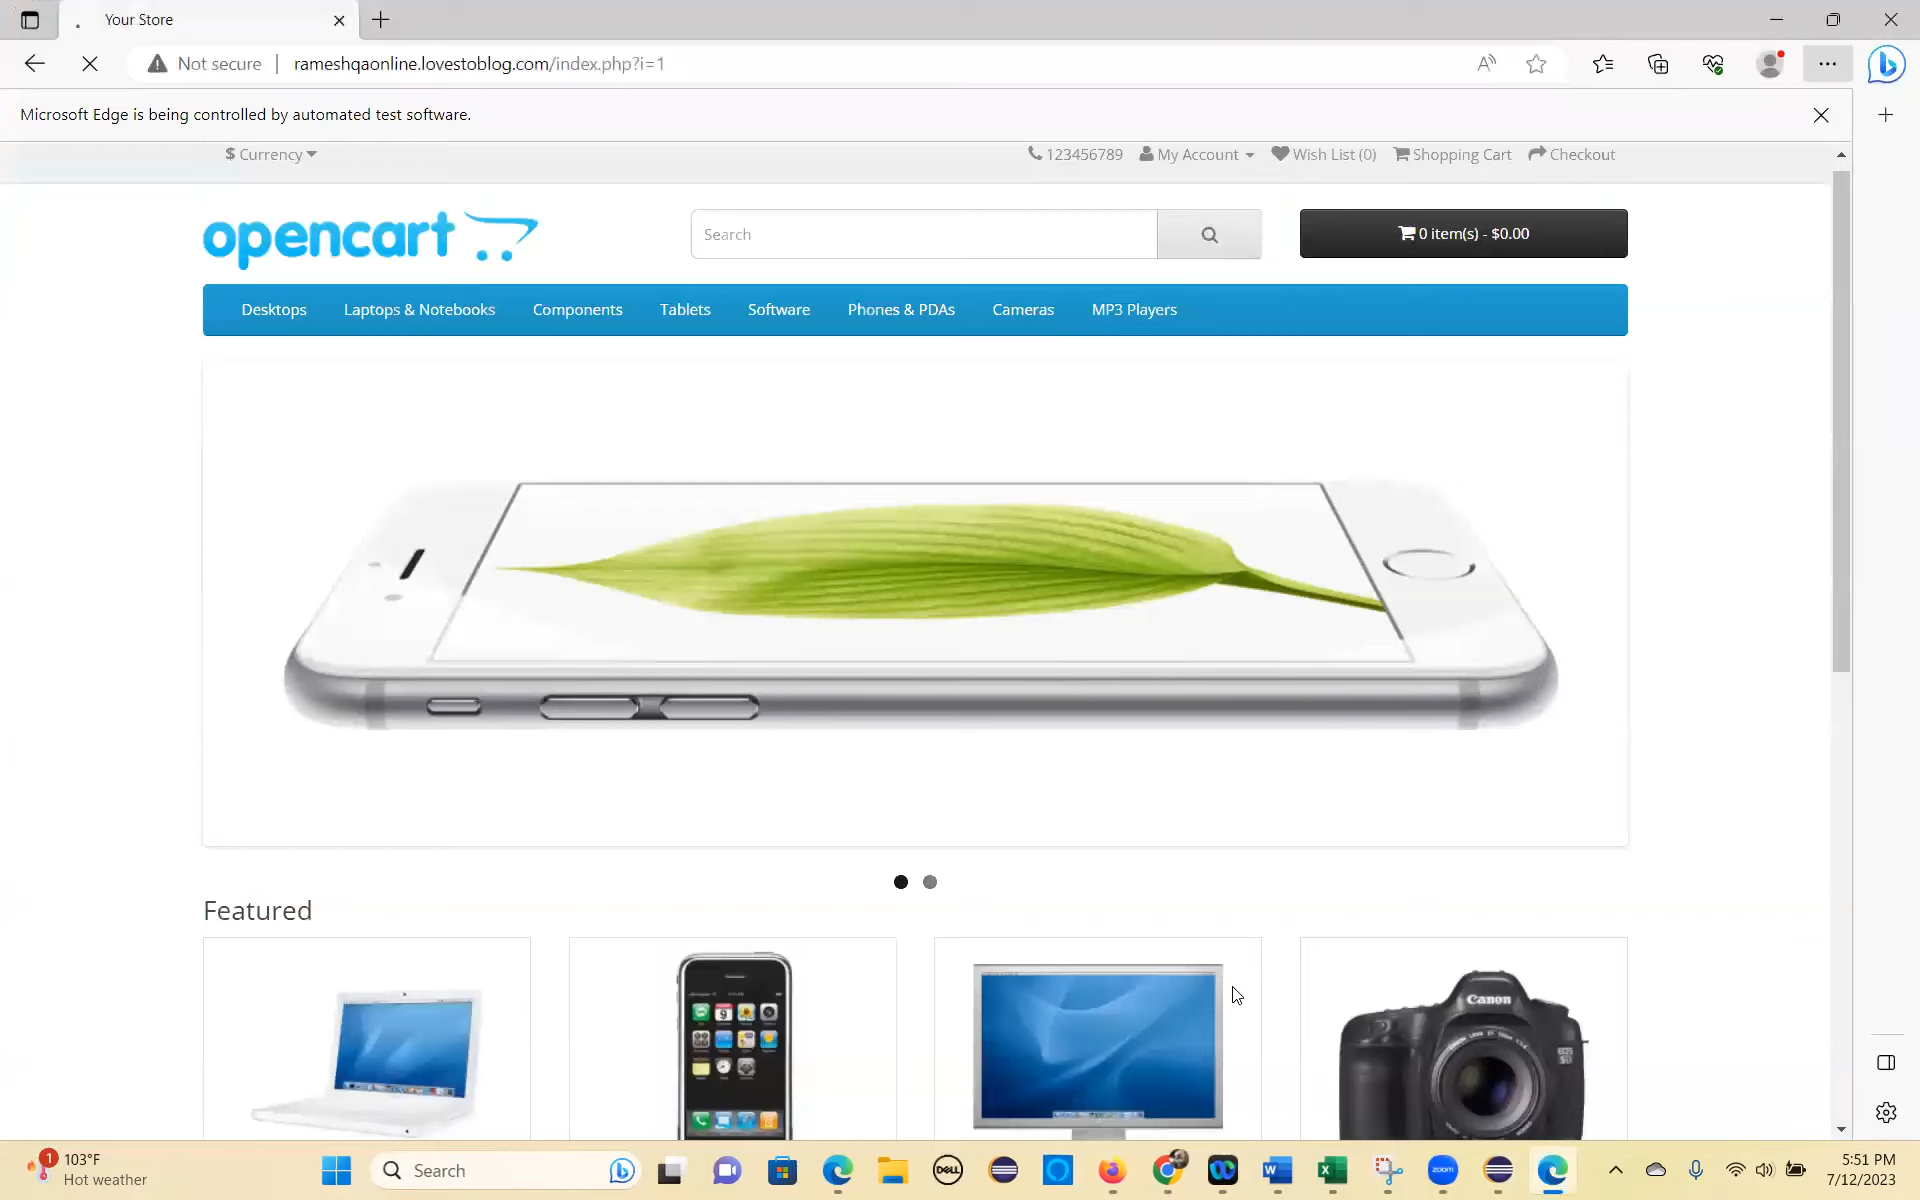 Your Store
Not secure
rameshqaonline.lovestoblog.com/index.php?i=1
Microsoft Edge is being controlled by automated test software.
$ Currency
123456789 My Account Wish List (0) Shopping Cart Checkout
opencart
Search
0 item(s) - $0.00
Desktops Laptops & Notebooks Components Tablets Software Phones & PDAs Cameras MP3 Players
Featured
Canon
1
103°F
Hot weather
Search
DELL
zoom
5:51 PM
7/12/2023